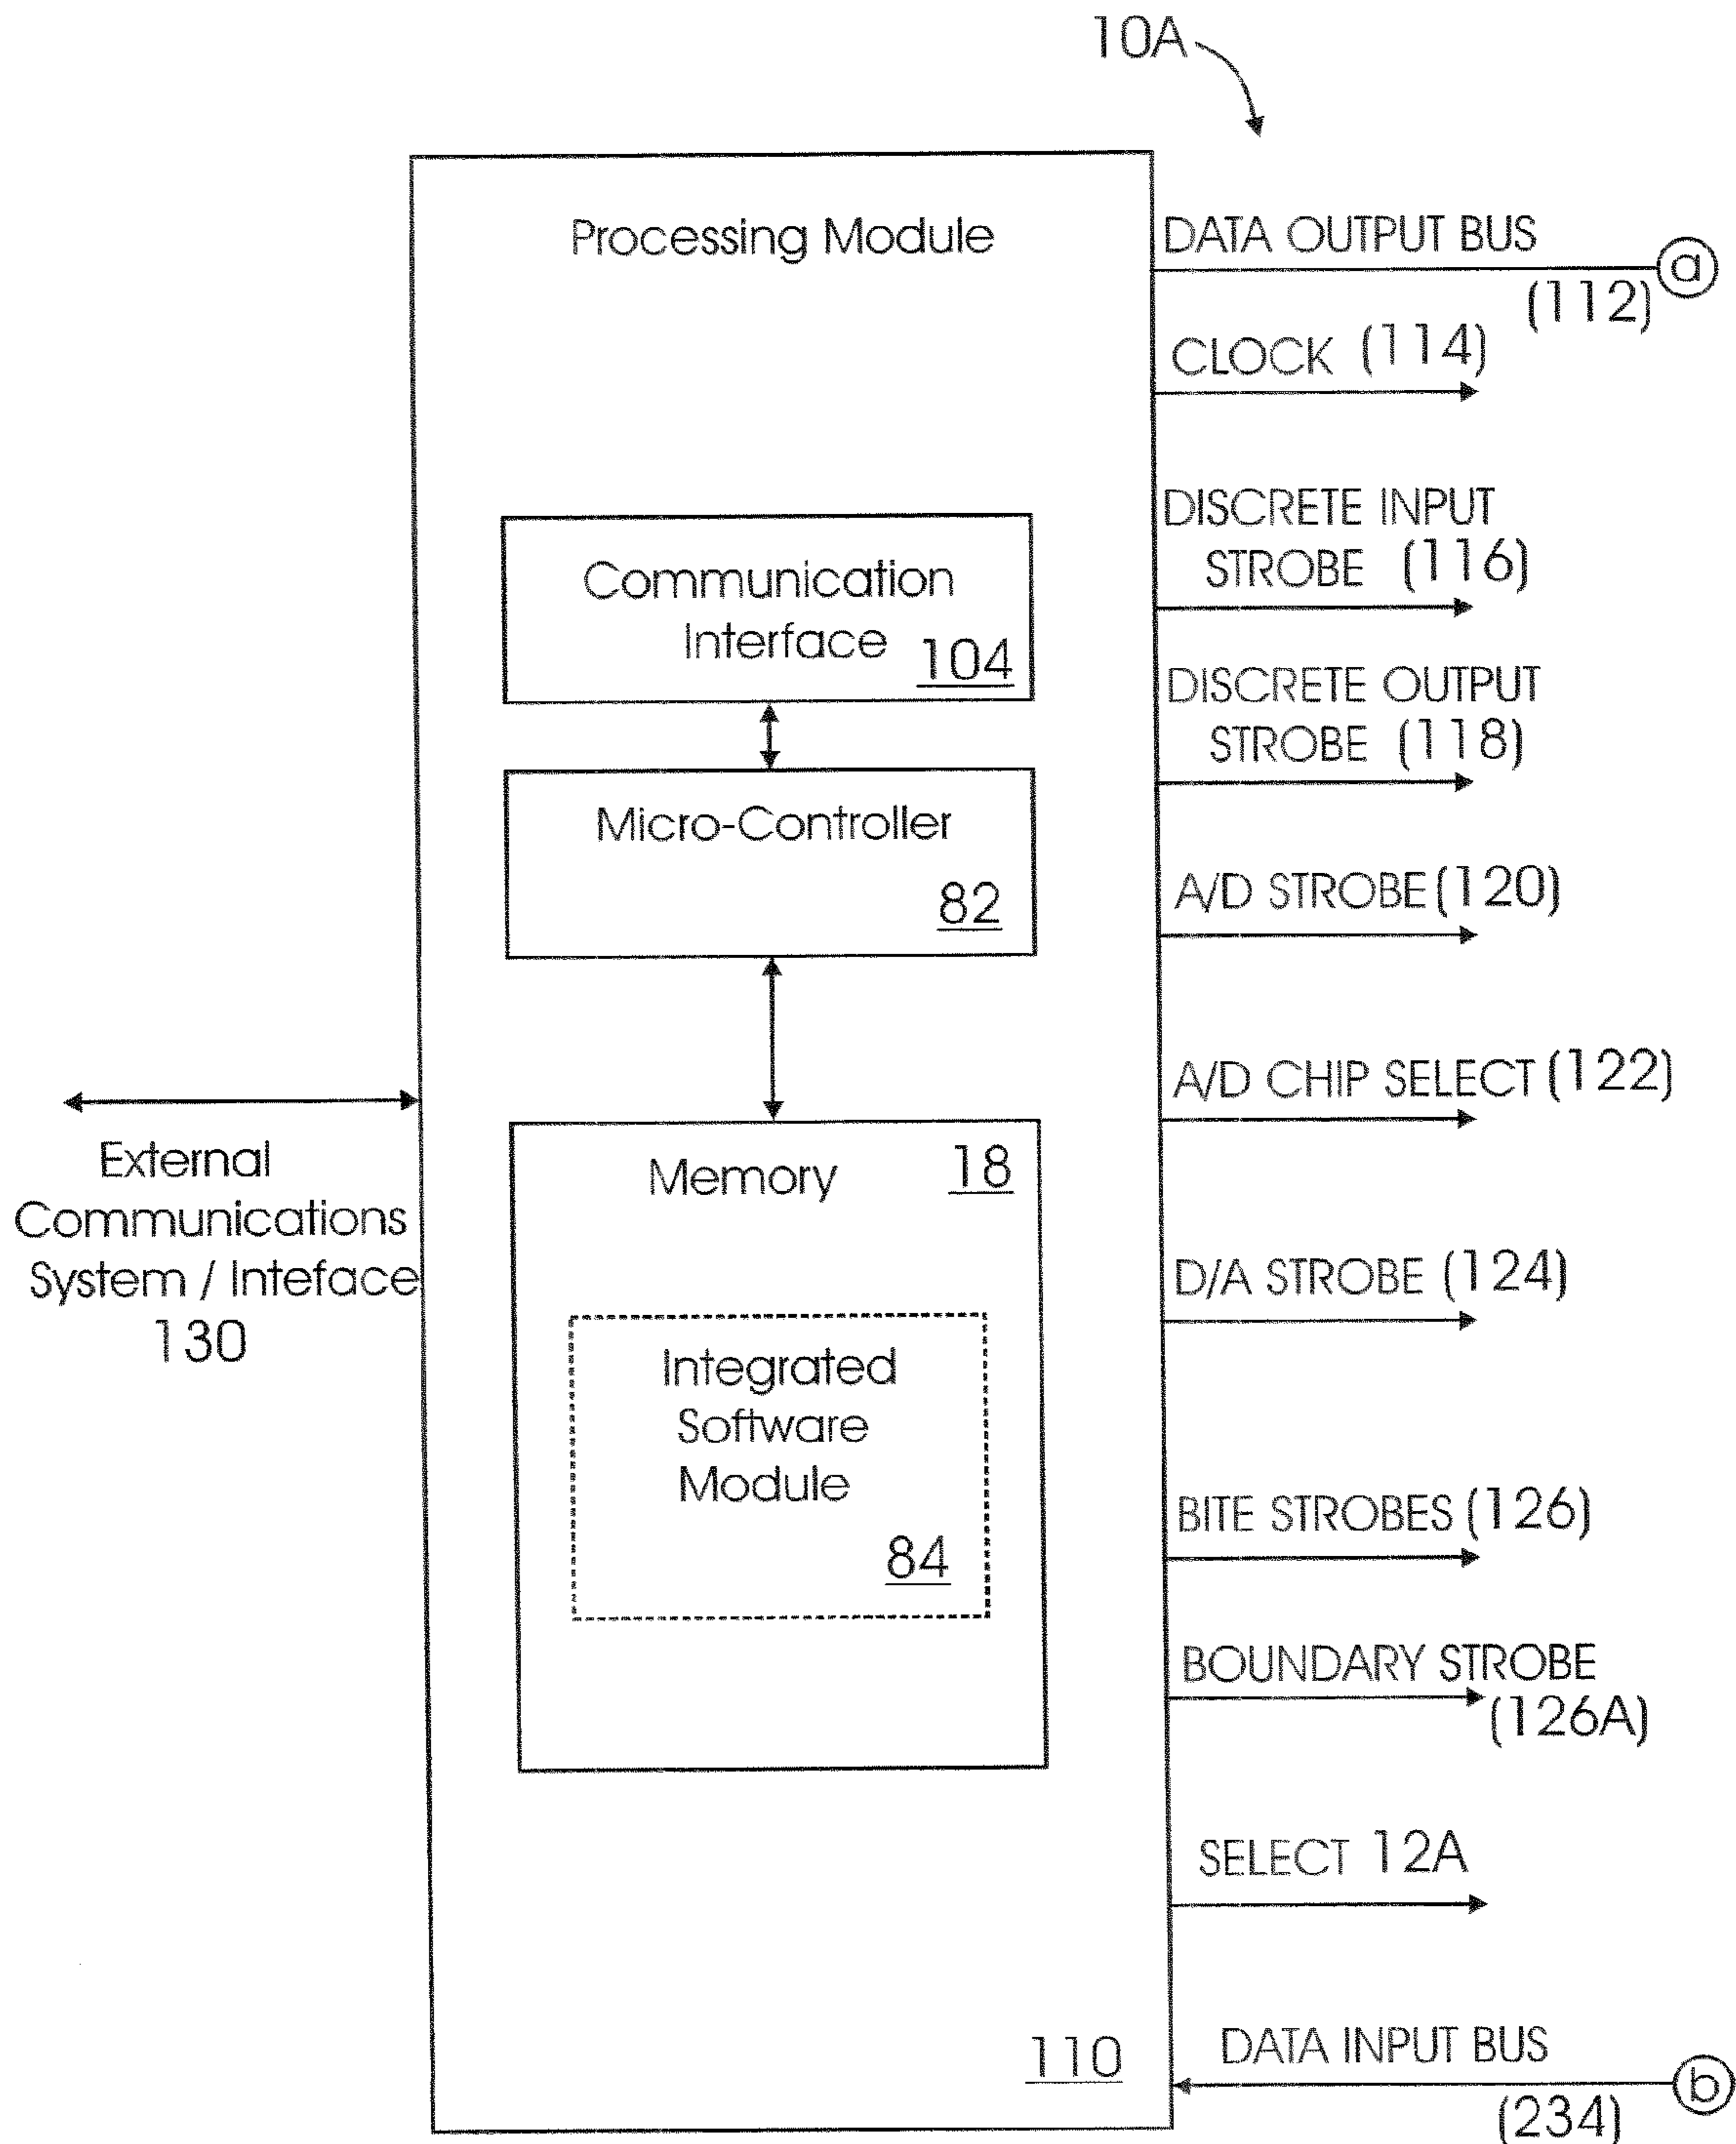 10A
Processing Module
DATA OUTPUT BUS
a
(112)
CLOCK (114)
DISCRETE INPUT
STROBE (116)
Communication
Interface 104
DISCRETE OUTPUT
STROBE (118)
Micro-Controller
82
A/D STROBE (120)
A/D CHIP SELECT (122)
External
Communications
System / Inteface
130
Memory 18
D/A STROBE (124)
Integrated
Software
Module
84
BITE STROBES (126)
BOUNDARY STROBE
(126A)
SELECT 12A
110
DATA INPUT BUS
b
(234)